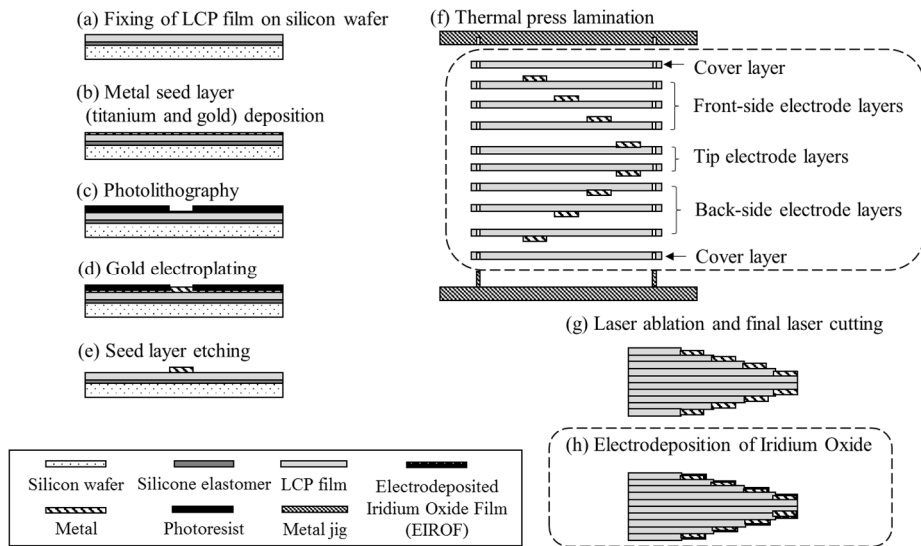 (a) Fixing of LCP film on silicon wafer
(b) Metal seed layer
(titanium and gold) deposition
(c) Photolithography
(d) Gold electroplating
(e) Seed layer etching
(f) Thermal press lamination
Cover layer
Front-side electrode layers
Tip electrode layers
Back-side electrode layers
Cover layer
(g) Laser ablation and final laser cutting
(h) Electrodeposition of Iridium Oxide
Silicon wafer
Silicone elastomer
LCP film
Electrodeposited
Iridium Oxide Film
(EIROF)
Metal
Photoresist
Metal jig